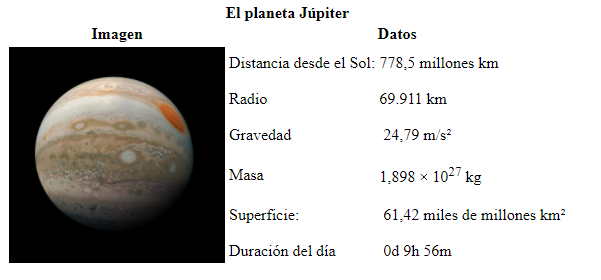 El planeta Júpiter
Imagen Datos
Distancia desde el Sol: 778,5 millones km
Radio 69.911 km
Gravedad 24,79 m/s²
Masa 1,898 × 10²⁷ kg
Superficie: 61,42 miles de millones km²
Duración del día 0d 9h 56m